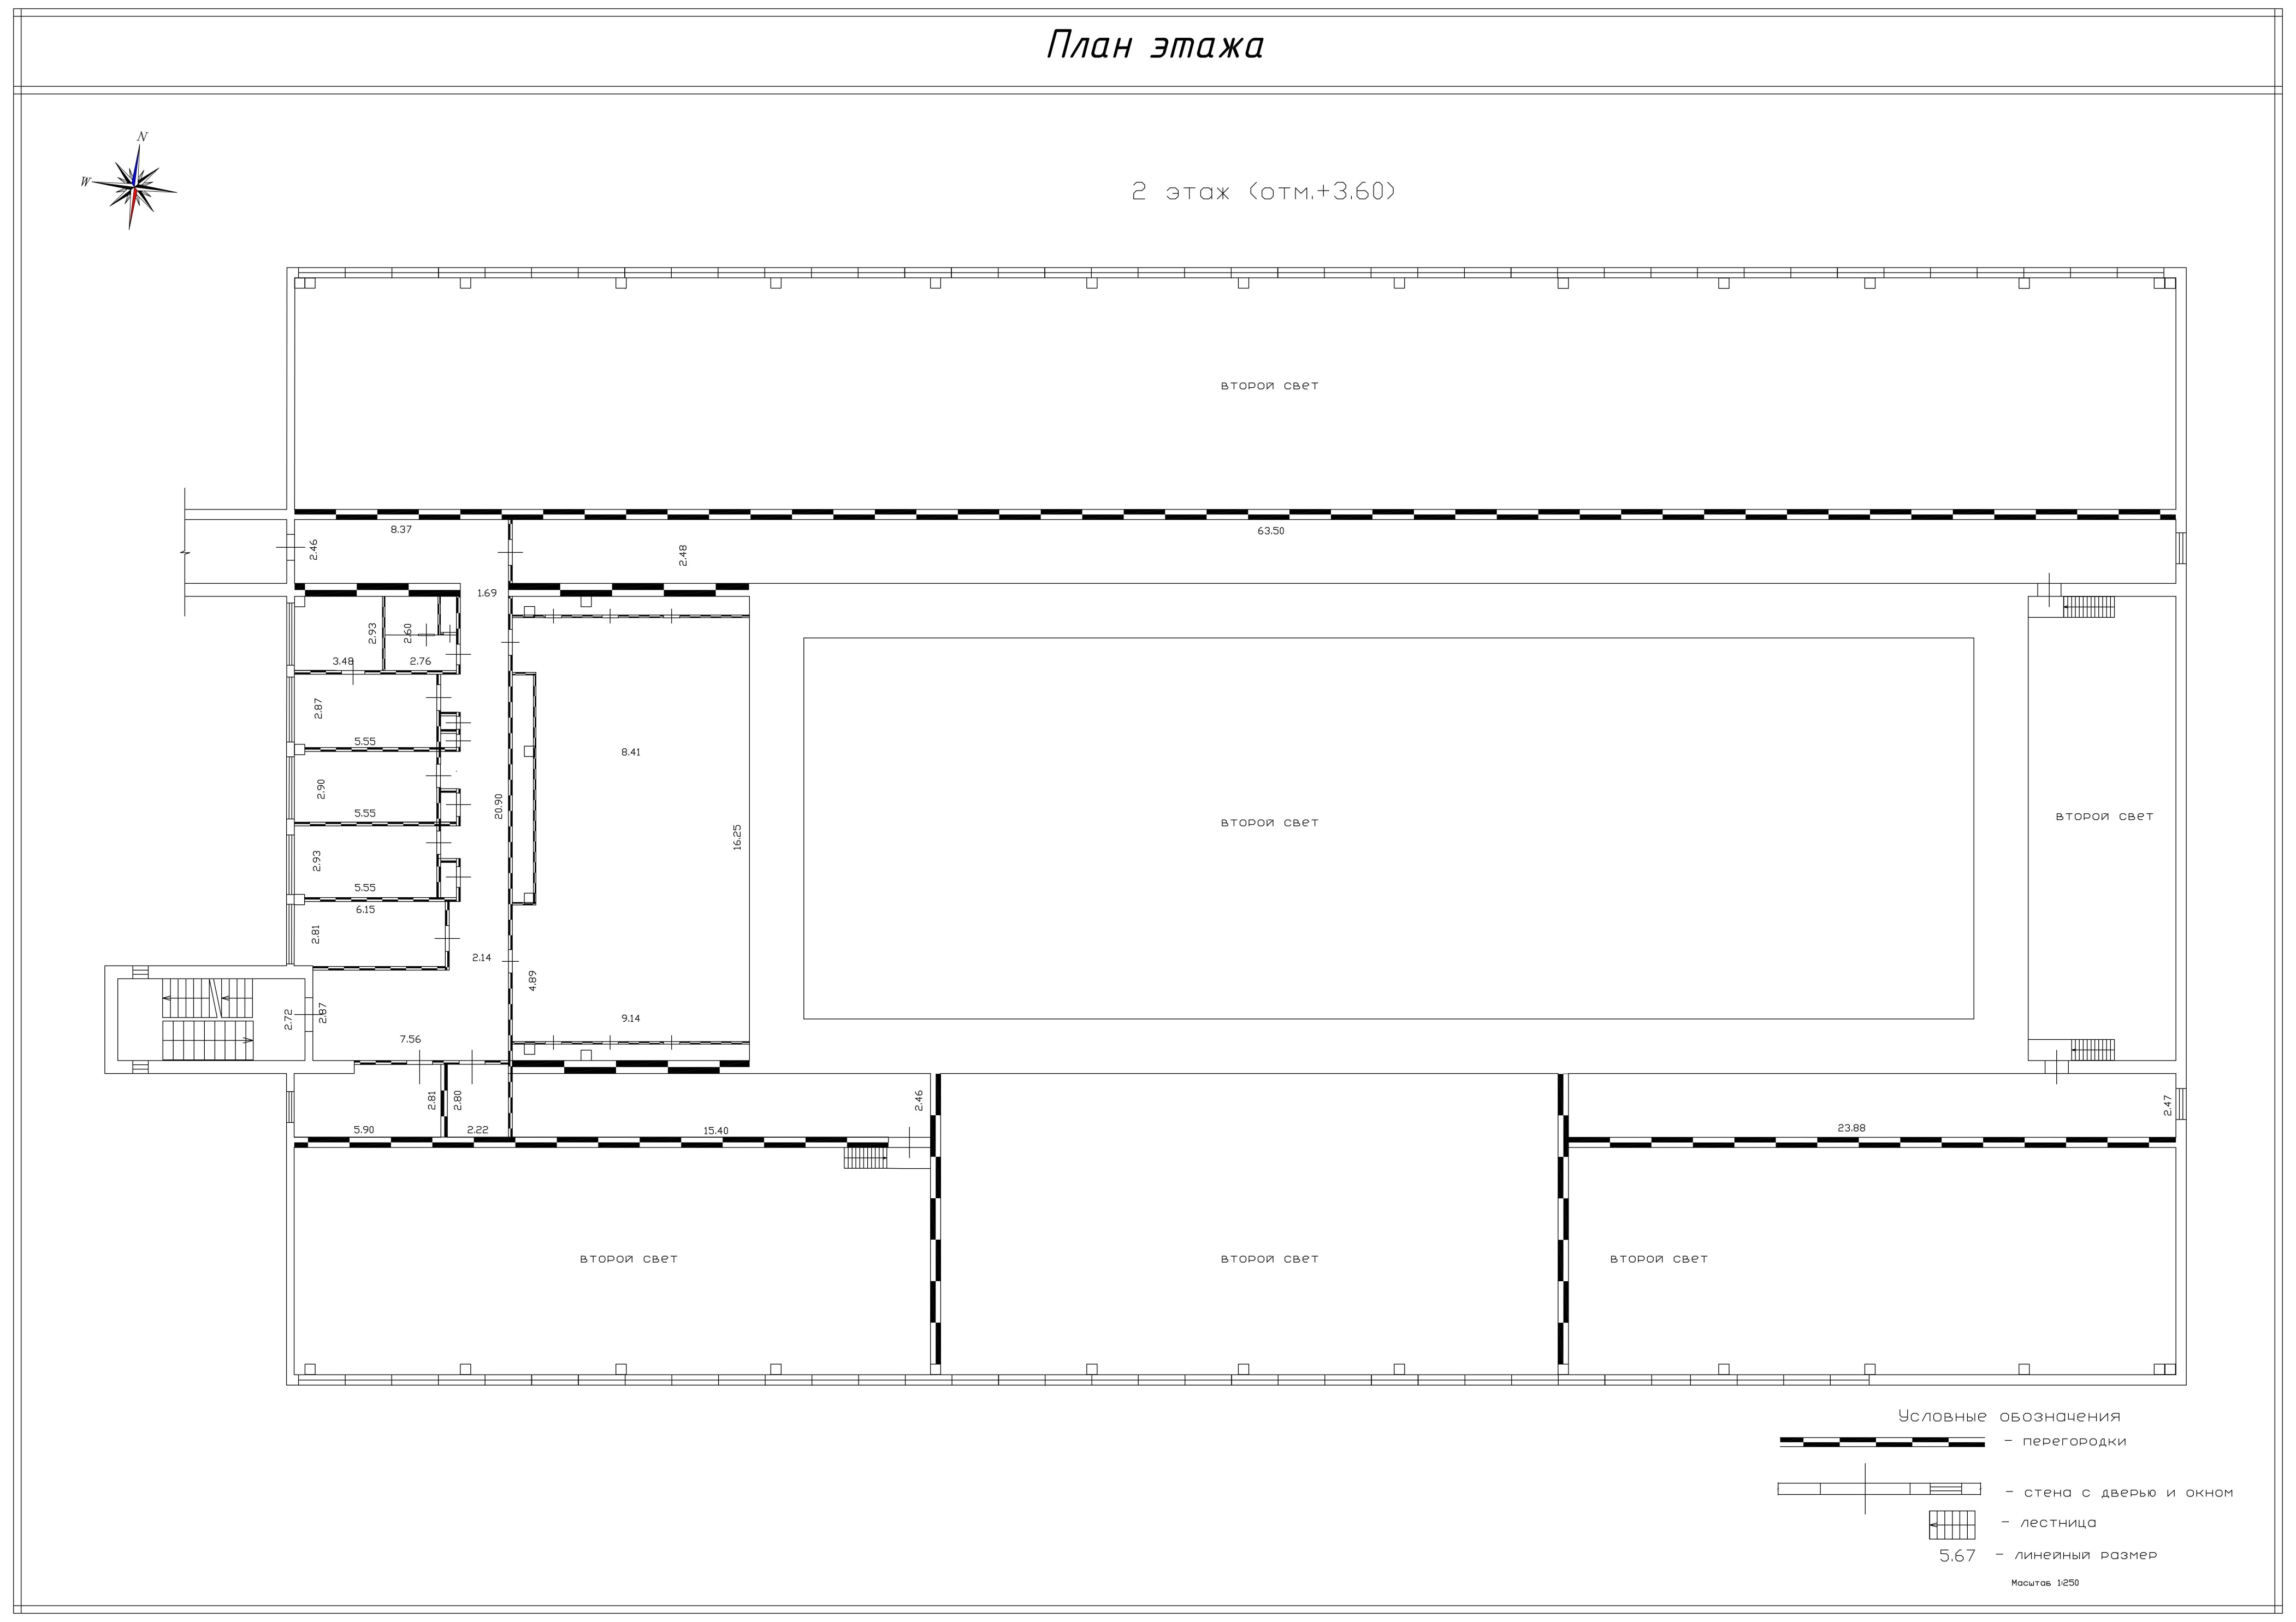 План этажа
N
W
2 этаж (отм.+3.60)
второй свет
8.37
63.50
2.46
2.48
1.69
2.93
2.60
3.48
2.76
2.87
5.55
8.41
2.90
20.90
5.55
16.25
второй свет
второй свет
2.93
5.55
6.15
2.81
2.14
4.89
2.72
2.87
9.14
7.56
2.81
2.80
2.46
2.47
5.90
2.22
15.40
23.88
второй свет
второй свет
второй свет
Условные обозначения
- перегородки
- стена с дверью и окном
- лестница
5.67 - линейный размер
Масштаб 1:250